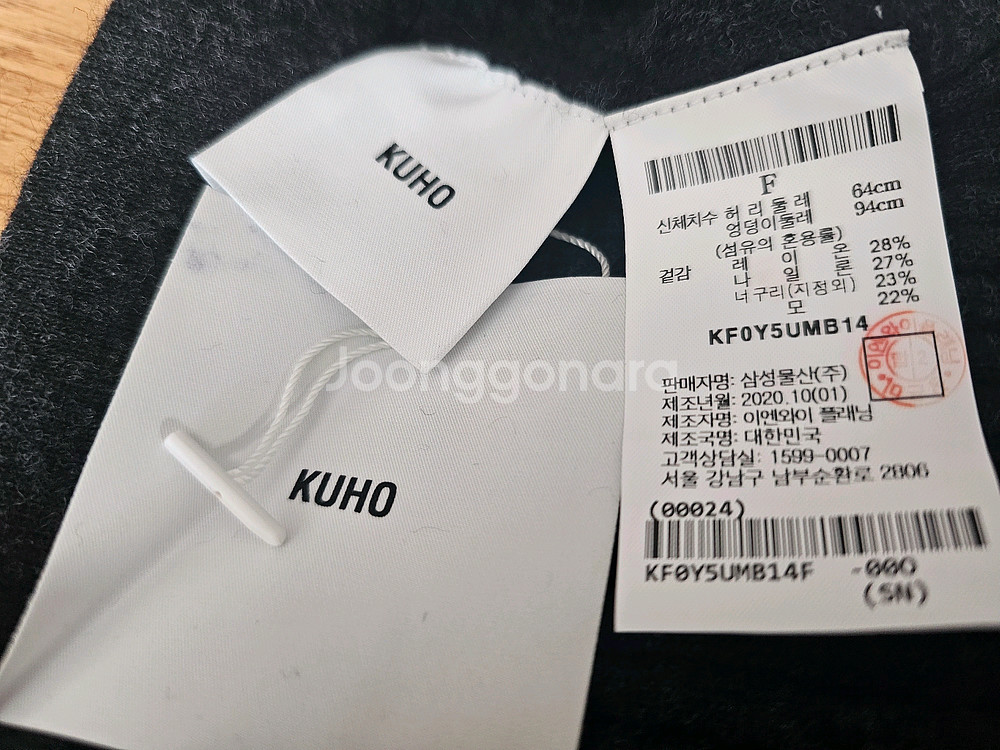 KUHO
KUHO
F
신체치수 허리둘레 64cm
엉덩이둘레 94cm
(섬유의 혼용률)
겉감 레이온 28%
나일론 27%
너구리(지정외) 23%
모 22%
KF0Y5UMB14
판매자명: 삼성물산(주)
제조년월: 2020.10(01)
제조자명: 이엔와이 플래닝
제조국명: 대한민국
고객상담실: 1599-0007
서울 강남구 남부순환로 2806
(00024)
KF0Y5UMB14F -000
(SN)
Joonggonara